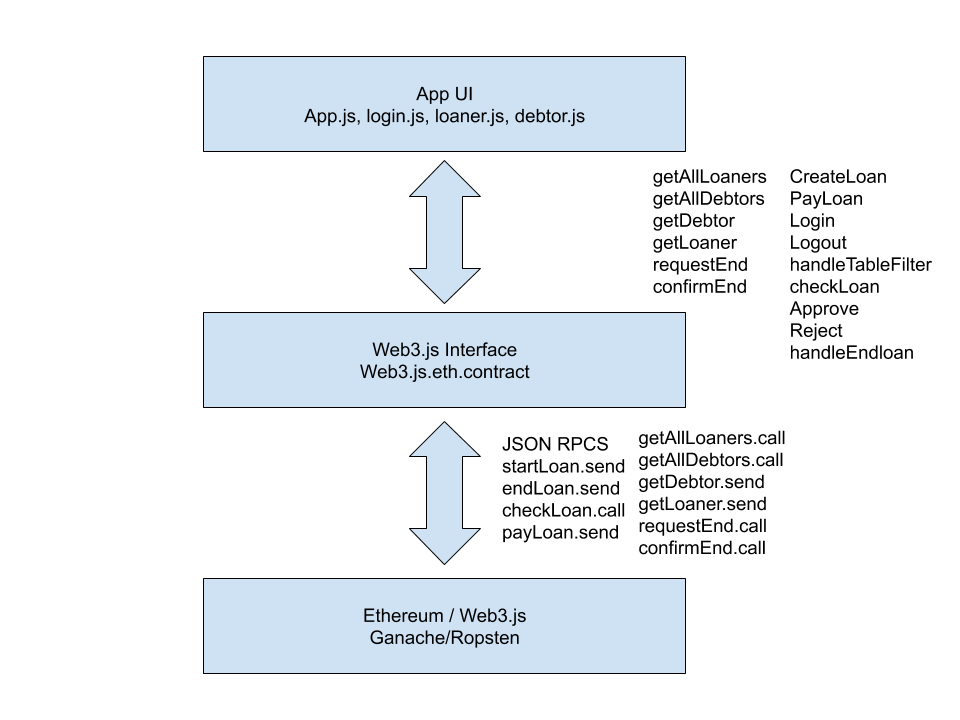 App UI
App.js, login.js, loaner.js, debtor.js
getAllLoaners
getAllDebtors
getDebtor
getLoaner
requestEnd
confirmEnd
CreateLoan
PayLoan
Login
Logout
handleTableFilter
checkLoan
Approve
Reject
handleEndloan
Web3.js Interface
Web3.js.eth.contract
JSON RPCS
startLoan.send
endLoan.send
checkLoan.call
payLoan.send
getAllLoaners.call
getAllDebtors.call
getDebtor.send
getLoaner.send
requestEnd.call
confirmEnd.call
Ethereum / Web3.js
Ganache/Ropsten